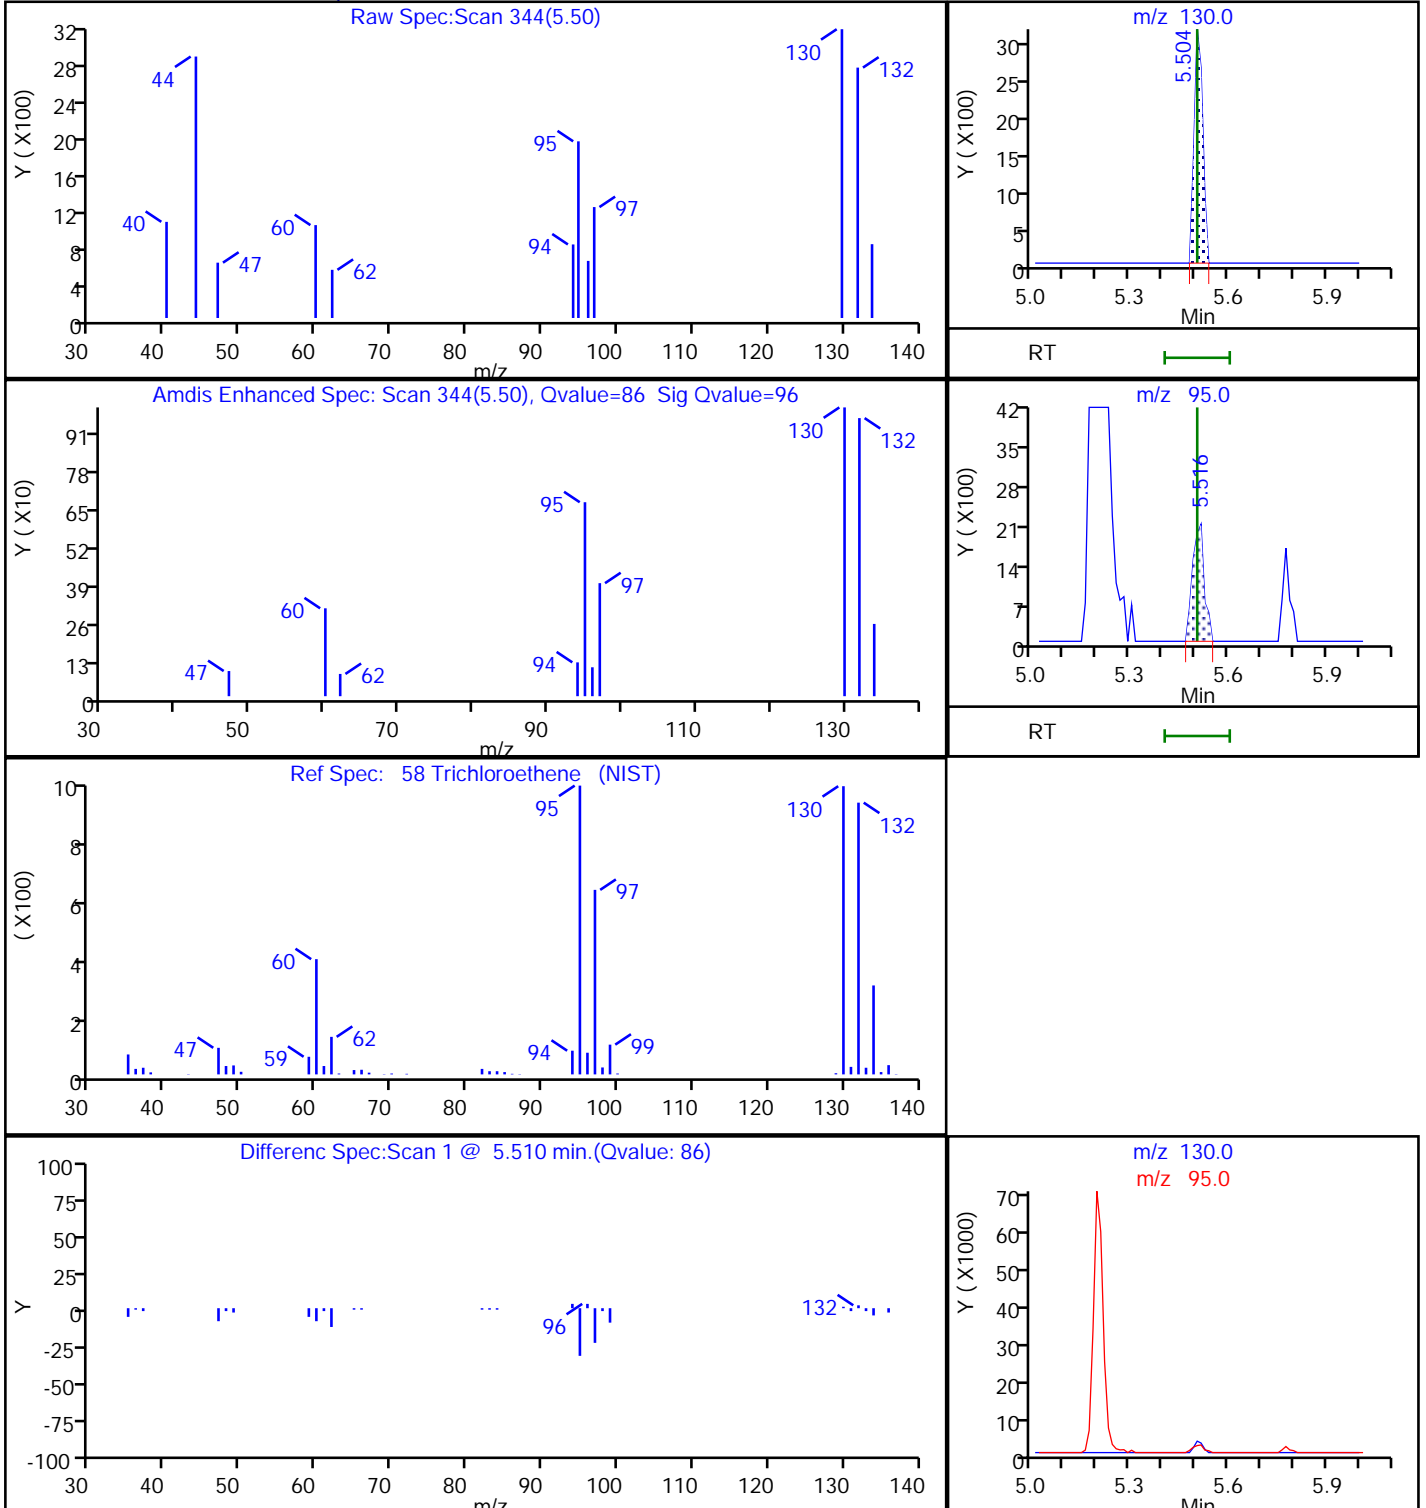 Raw Spec:Scan 344(5.50)
Y ( X100)
32
28
24
20
16
12
8
4
0
44
40
47
60
62
95
94
97
130
132
30 40 50 60 70 80 90 100 110 120 130 140
m/z
m/z 130.0
Y ( X100)
30
25
20
15
10
5
0
5.504
5.0 5.3 5.6 5.9
Min
RT
Amdis Enhanced Spec: Scan 344(5.50), Qvalue=86 Sig Qvalue=96
Y ( X10)
91
78
65
52
39
26
13
0
47
60
62
95
94
97
130
132
30 50 70 90 110 130
m/z
m/z 95.0
Y ( X100)
42
35
28
21
14
7
0
5.516
5.0 5.3 5.6 5.9
Min
RT
Ref Spec: 58 Trichloroethene (NIST)
( X100)
10
8
6
4
2
0
47
59
60
62
95
94
97
99
130
132
30 40 50 60 70 80 90 100 110 120 130 140
Differenc Spec:Scan 1 @ 5.510 min.(Qvalue: 86)
Y
100
75
50
25
0
-25
-50
-75
-100
96
132
30 40 50 60 70 80 90 100 110 120 130 140
m/z
m/z 130.0
m/z 95.0
Y ( X1000)
70
60
50
40
30
20
10
0
5.0 5.3 5.6 5.9
Min